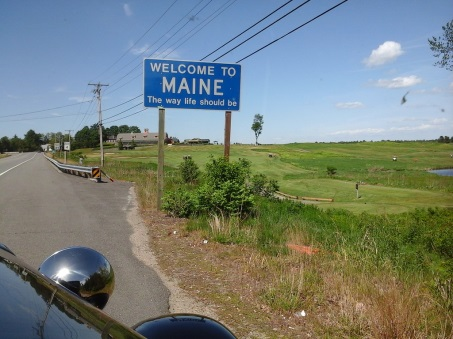 WELCOME TO
MAINE
The way life should be